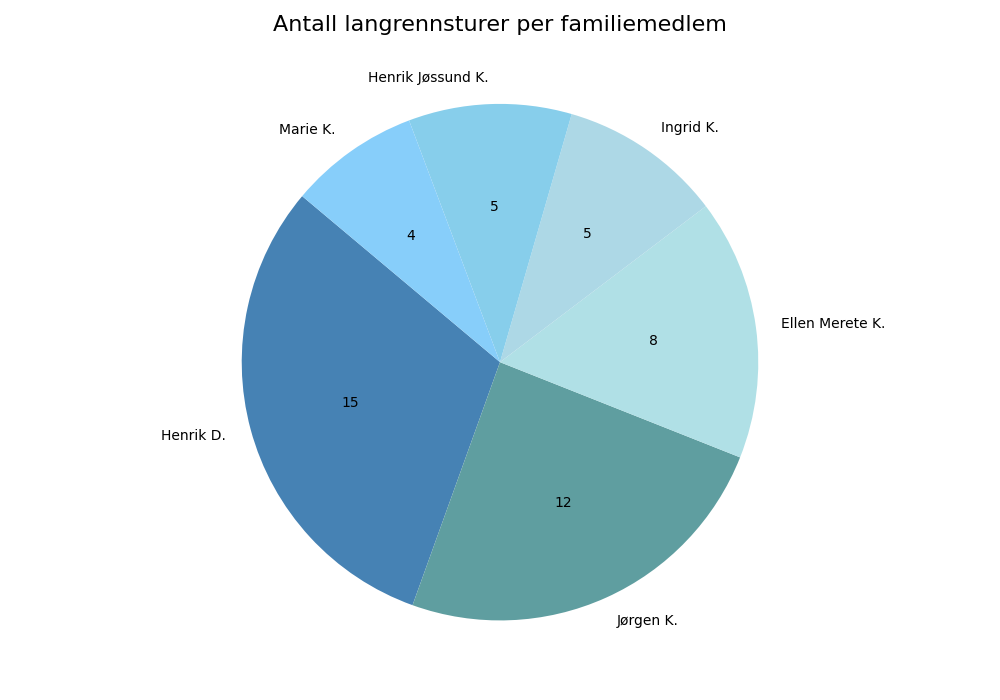 Antall langrennsturer per familiemedlem
Henrik Jøssund K.
Marie K.
Ingrid K.
5
5
4
Ellen Merete K.
8
15
Henrik D.
12
Jørgen K.